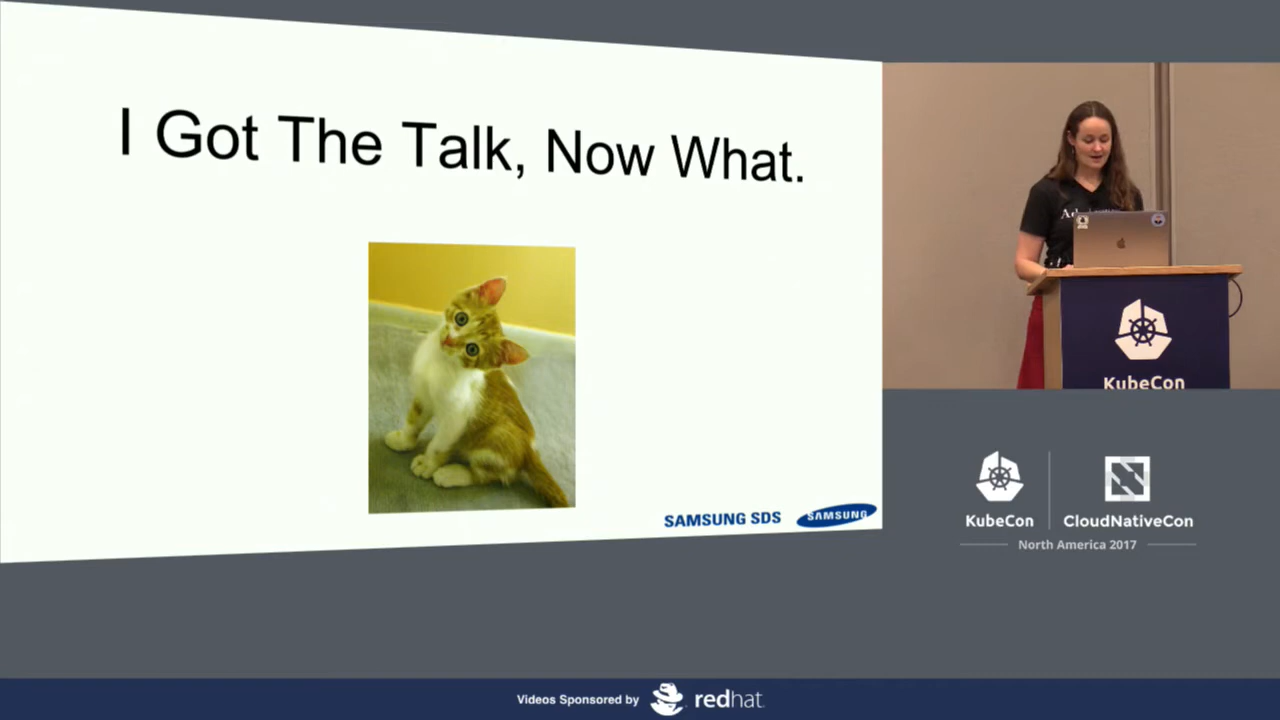 I Got The Talk, Now What.
SAMSUNG SDS
SAMSUNG
KubeCon
KubeCon
CloudNativeCon
North America 2017
Videos Sponsored by
redhat.